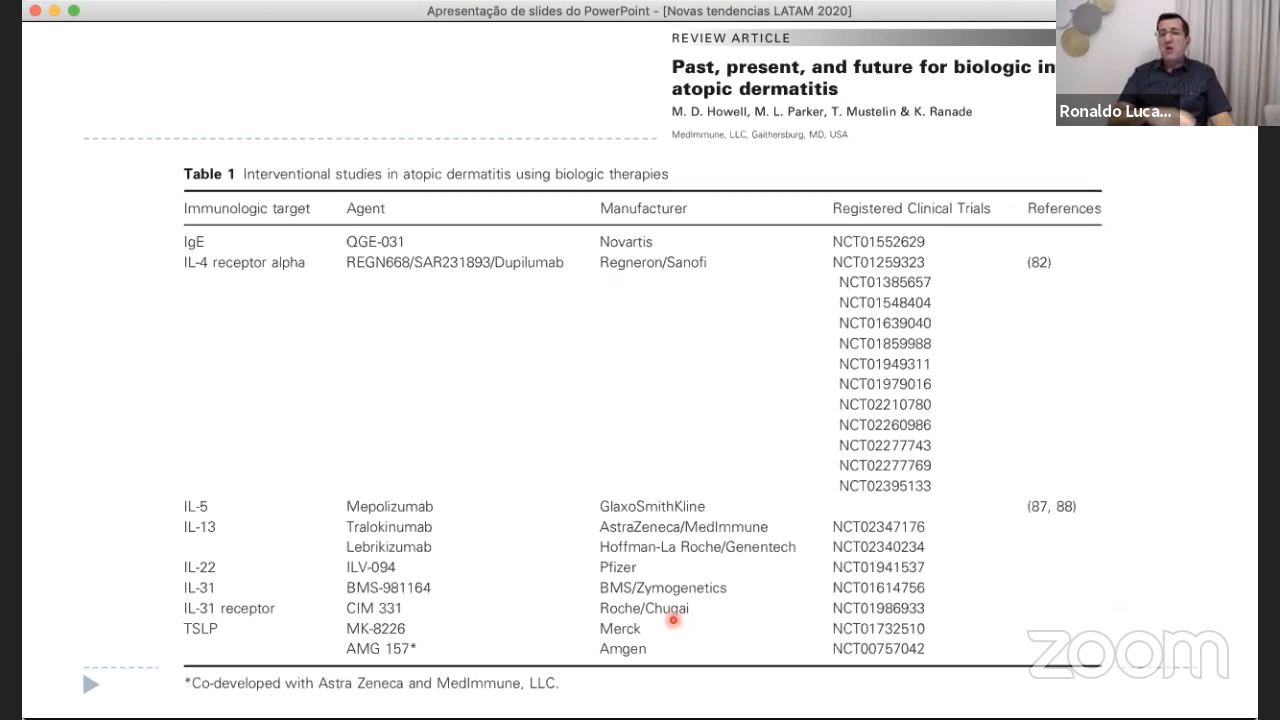 Apresentação de slides do PowerPoint - [Novas tendencias LATAM 2020]
REVIEW ARTICLE
Past, present, and future for biologic in
atopic dermatitis
M. D. Howell, M. L. Parker, T. Mustelin & K. Ranade
MedImmune, LLC, Gaithersburg, MD, USA
Ronaldo Luca...
Table 1 Interventional studies in atopic dermatitis using biologic therapies
Immunologic target Agent Manufacturer Registered Clinical Trials References
IgE QGE-031 Novartis NCT01552629
IL-4 receptor alpha REGN668/SAR231893/Dupilumab Regneron/Sanofi NCT01259323 (82)
NCT01385657
NCT01548404
NCT01639040
NCT01859988
NCT01949311
NCT01979016
NCT02210780
NCT02260986
NCT02277743
NCT02277769
NCT02395133
IL-5 Mepolizumab GlaxoSmithKline (87, 88)
IL-13 Tralokinumab AstraZeneca/MedImmune NCT02347176
Lebrikizumab Hoffman-La Roche/Genentech NCT02340234
IL-22 ILV-094 Pfizer NCT01941537
IL-31 BMS-981164 BMS/Zymogenetics NCT01614756
IL-31 receptor CIM 331 Roche/Chugai NCT01986933
TSLP MK-8226 Merck NCT01732510
AMG 157* Amgen NCT00757042
*Co-developed with Astra Zeneca and MedImmune, LLC.
zoom